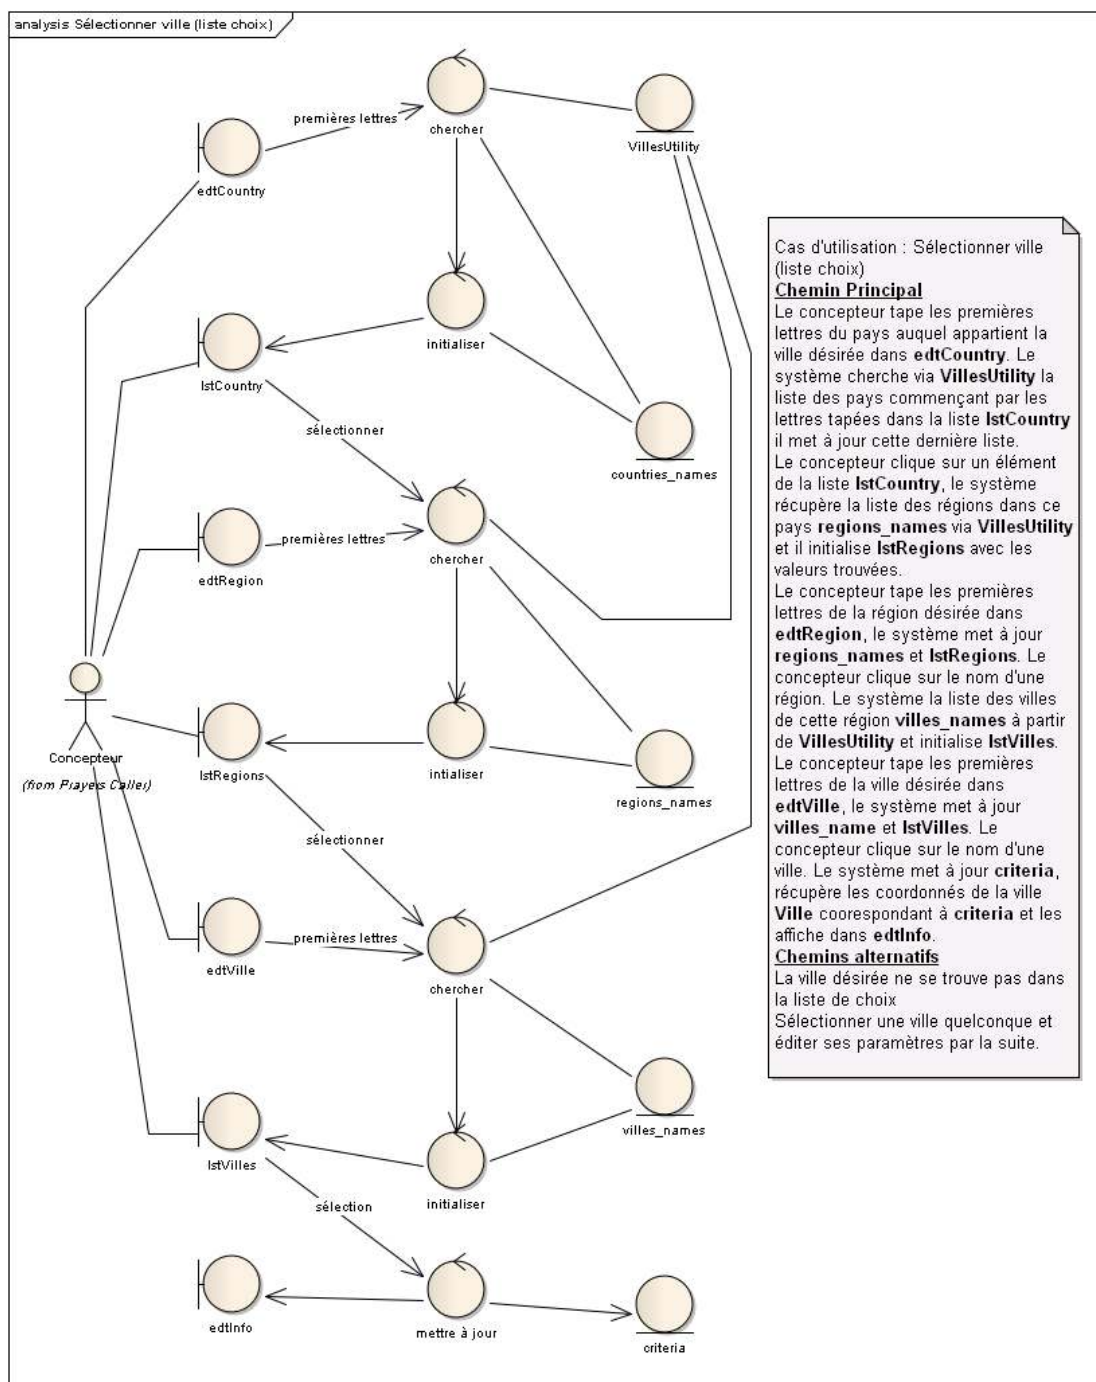 analysis Sélectionner ville (liste choix)
premières lettres
chercher
VillesUtility
edtCountry
initialiser
lstCountry
sélectionner
countries_names
premières lettres
chercher
edtRegion
Concepteur
(from Prayers Caller)
lstRegions
intialiser
regions_names
sélectionner
premières lettres
edtVille
chercher
villes_names
lstVilles
initialiser
sélection
edtInfo
mettre à jour
criteria
Cas d'utilisation : Sélectionner ville
(liste choix)
Chemin Principal
Le concepteur tape les premières
lettres du pays auquel appartient la
ville désirée dans edtCountry. Le
système cherche via VillesUtility la
liste des pays commençant par les
lettres tapées dans la liste lstCountry
il met à jour cette dernière liste.
Le concepteur clique sur un élément
de la liste lstCountry, le système
récupère la liste des régions dans ce
pays regions_names via VillesUtility
et il initialise lstRegions avec les
valeurs trouvées.
Le concepteur tape les premières
lettres de la région désirée dans
edtRegion, le système met à jour
regions_names et lstRegions. Le
concepteur clique sur le nom d'une
région. Le système la liste des villes
de cette région villes_names à partir
de VillesUtility et initialise lstVilles.
Le concepteur tape les premières
lettres de la ville désirée dans
edtVille, le système met à jour
villes_name et lstVilles. Le
concepteur clique sur le nom d'une
ville. Le système met à jour criteria,
récupère les coordonnés de la ville
Ville coorespondant à criteria et les
affiche dans edtInfo.
Chemins alternatifs
La ville désirée ne se trouve pas dans
la liste de choix
Sélectionner une ville quelconque et
éditer ses paramètres par la suite.